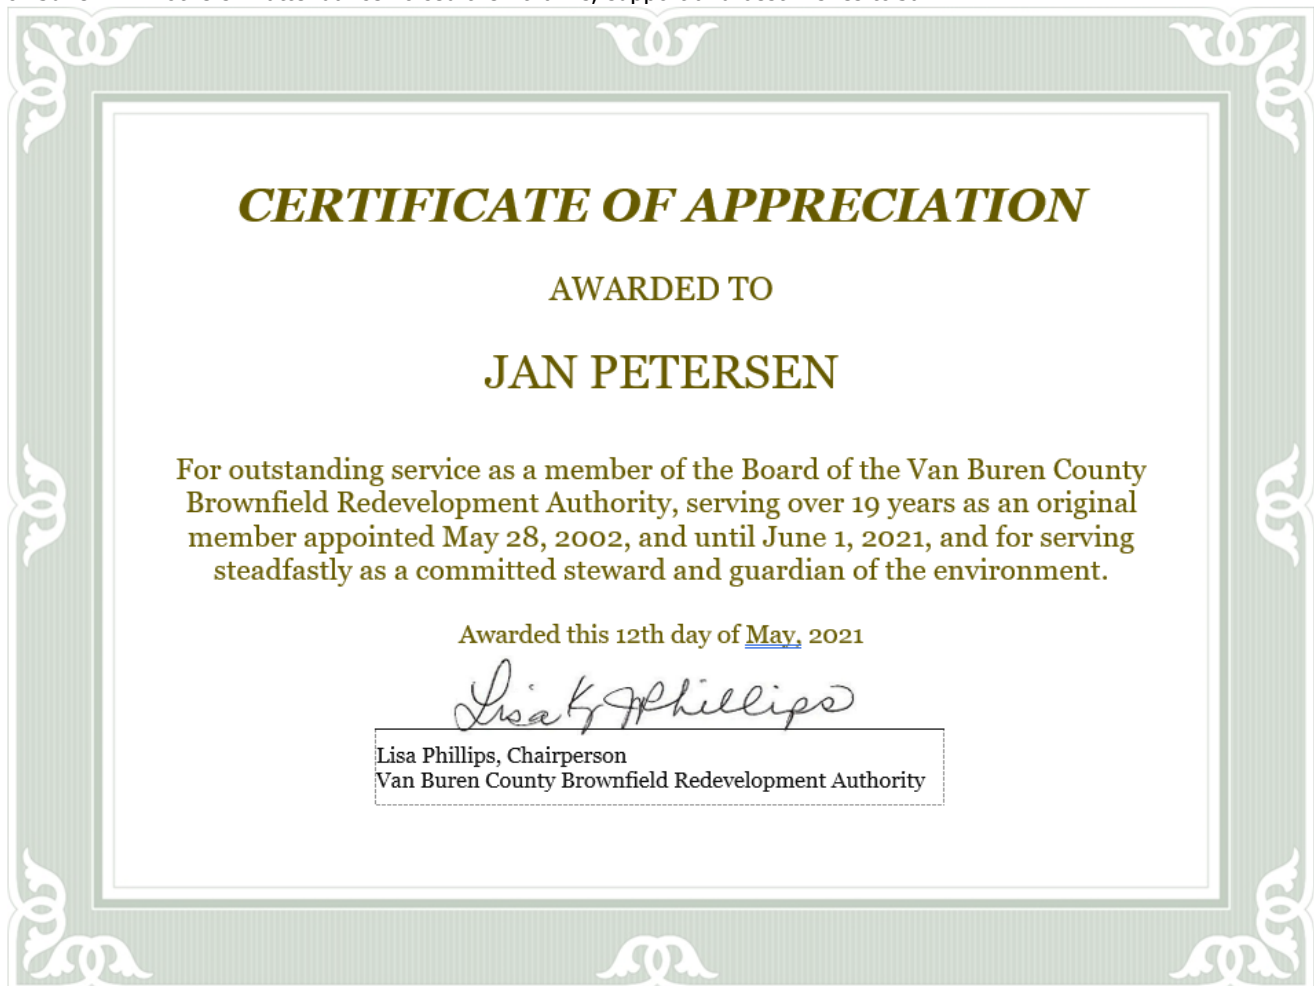 CERTIFICATE OF APPRECIATION
AWARDED TO
JAN PETERSEN
For outstanding service as a member of the Board of the Van Buren County
Brownfield Redevelopment Authority, serving over 19 years as an original
member appointed May 28, 2002, and until June 1, 2021, and for serving
steadfastly as a committed steward and guardian of the environment.
Awarded this 12th day of May, 2021
Lisa Phillips
Lisa Phillips, Chairperson
Van Buren County Brownfield Redevelopment Authority